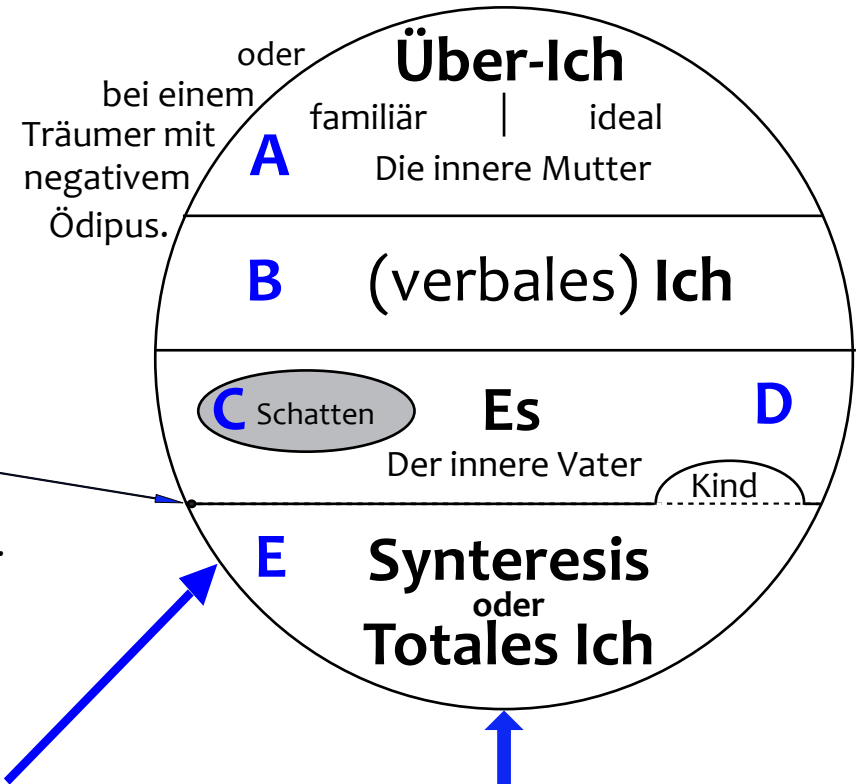 oder
bei einem
Träumer mit
negativem
Ödipus.
Über-Ich
familiär | ideal
A Die innere Mutter
B (verbales) Ich
C Schatten Es D
Der innere Vater
Kind
.
E Synteresis
oder
Totales Ich